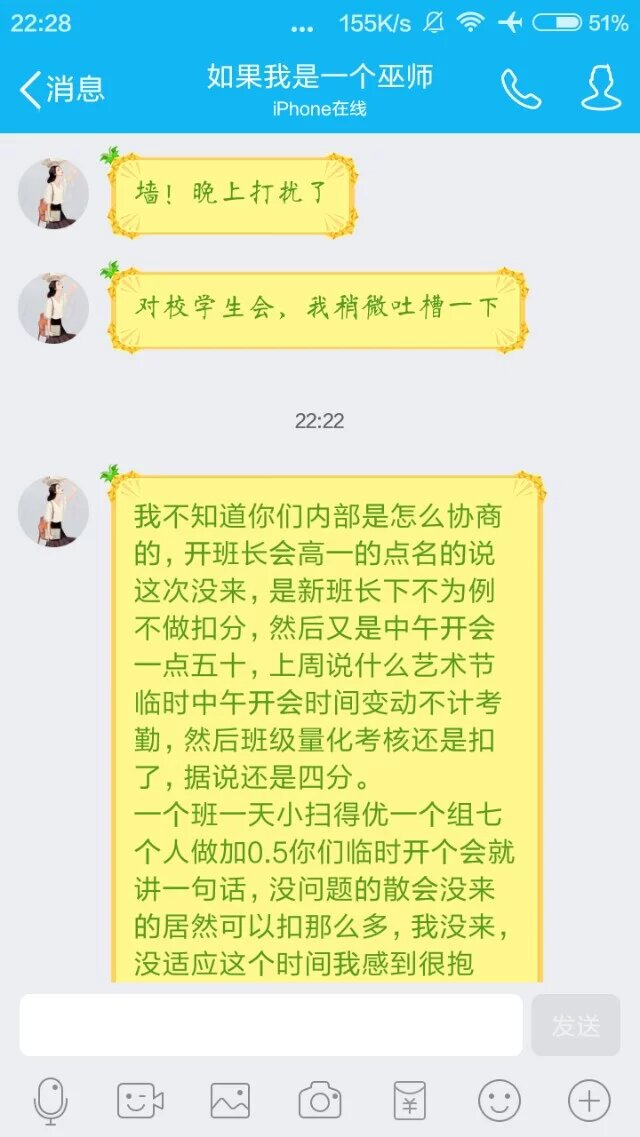 22:28
... 155K/s 51%
消息
如果我是一个巫师
iPhone在线
墙！晚上打扰了
对校学生会，我稍微吐槽一下
22:22
我不知道你们内部是怎么协商
的，开班长会高一的点名的说
这次没来，是新班长下不为例
不做扣分，然后又是中午开会
一点五十，上周说什么艺术节
临时中午开会时间变动不计考
勤，然后班级量化考核还是扣
了，据说还是四分。
一个班一天小扫得优一个组七
个人做加0.5你们临时开个会就
讲一句话，没问题的散会没来
的居然可以扣那么多，我没来，
没适应这个时间我感到很抱
发送